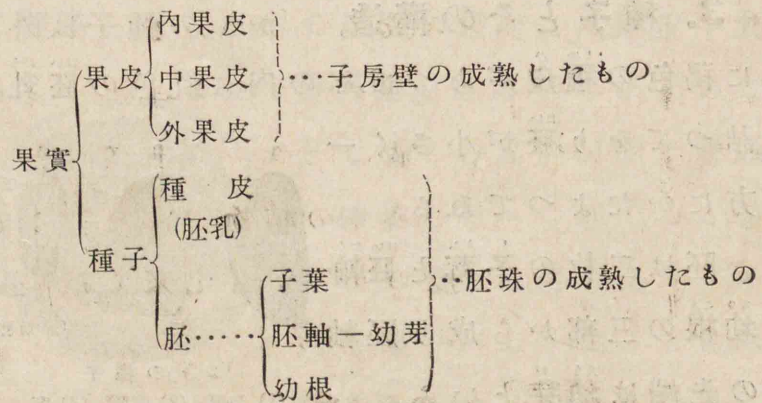 内果皮
果皮 中果皮 …子房壁の成熟したもの
外果皮
果實
種 皮
(胚乳)
種子
子葉 ‥胚珠の成熟したもの
胚…… 胚軸―幼芽
幼根